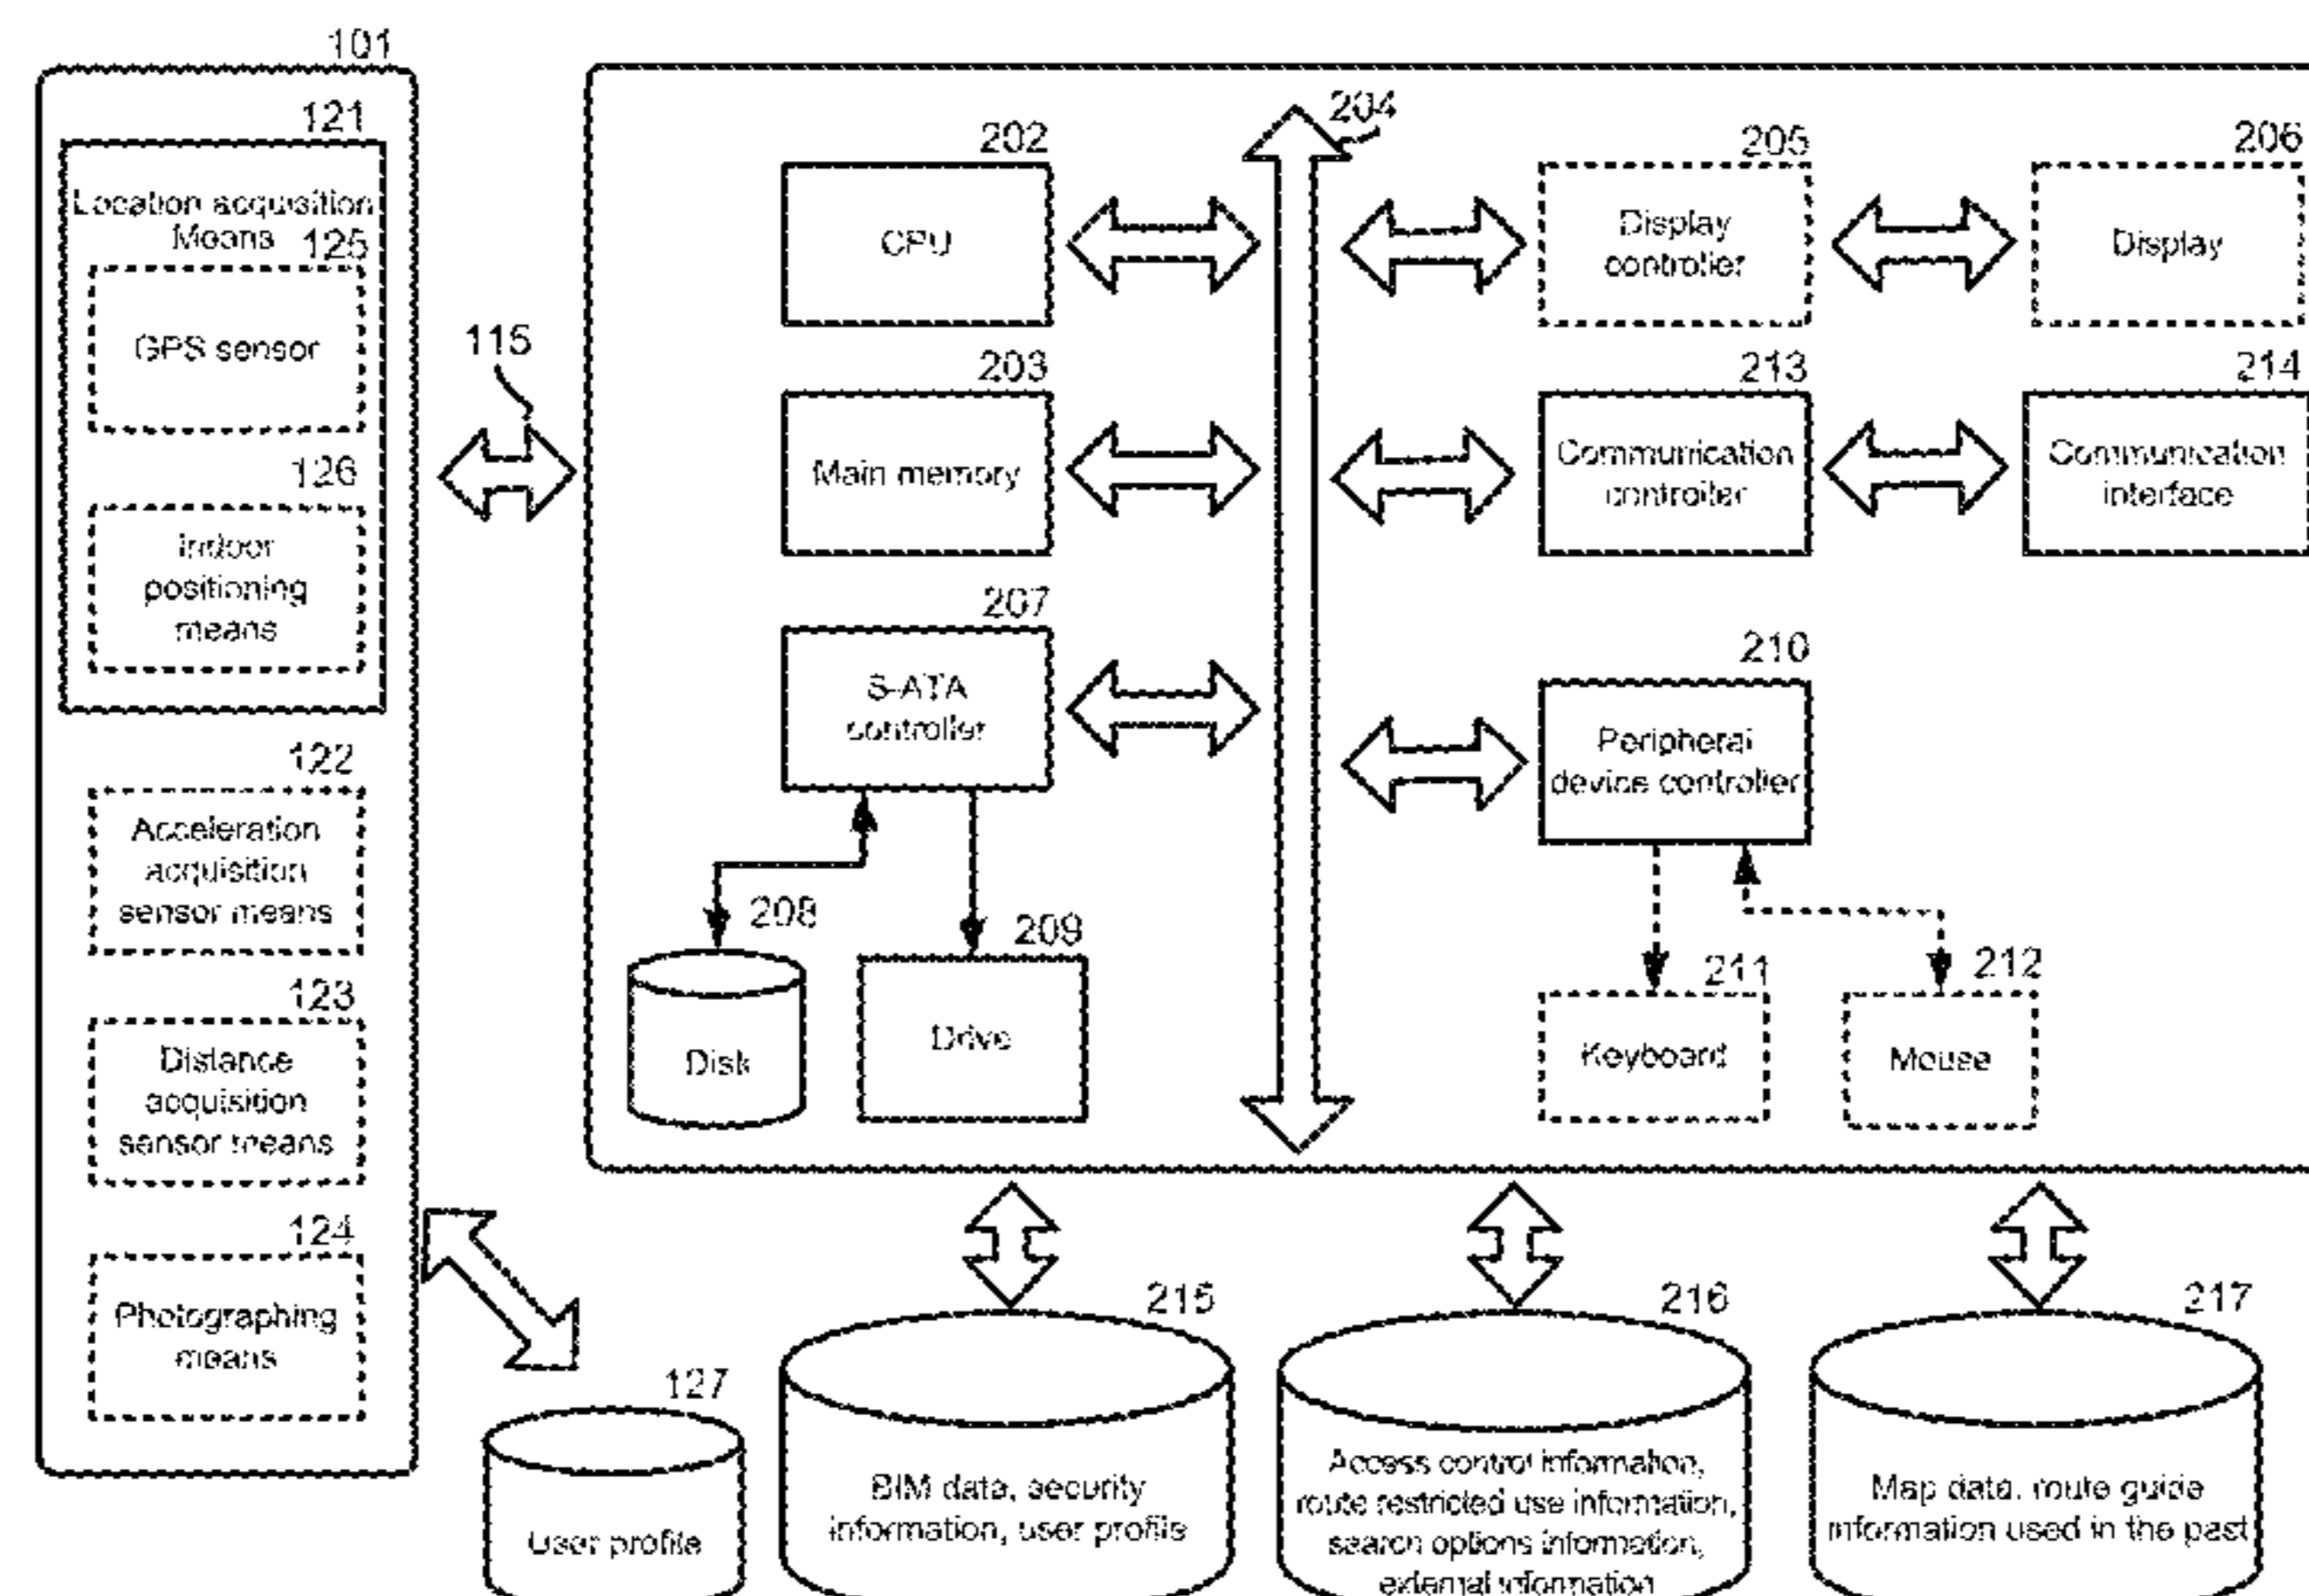 101
121
Location acquisition
Means
125
GPS sensor
126
Indoor
positioning
means
122
Acceleration
acquisition
sensor means
123
Distance
acquisition
sensor means
124
Photographing
means
115
127
User profile
204
202
CPU
203
Main memory
207
S-ATA
controller
208
Disk
209
Drive
205
Display
controller
206
Display
213
Communication
controller
214
Communication
interface
210
Peripheral
device controller
211
Keyboard
212
Mouse
215
BIM data, security
information, user profile
216
Access control information,
route restricted use information,
search options information,
external information
217
Map data, route guide
information used in the past